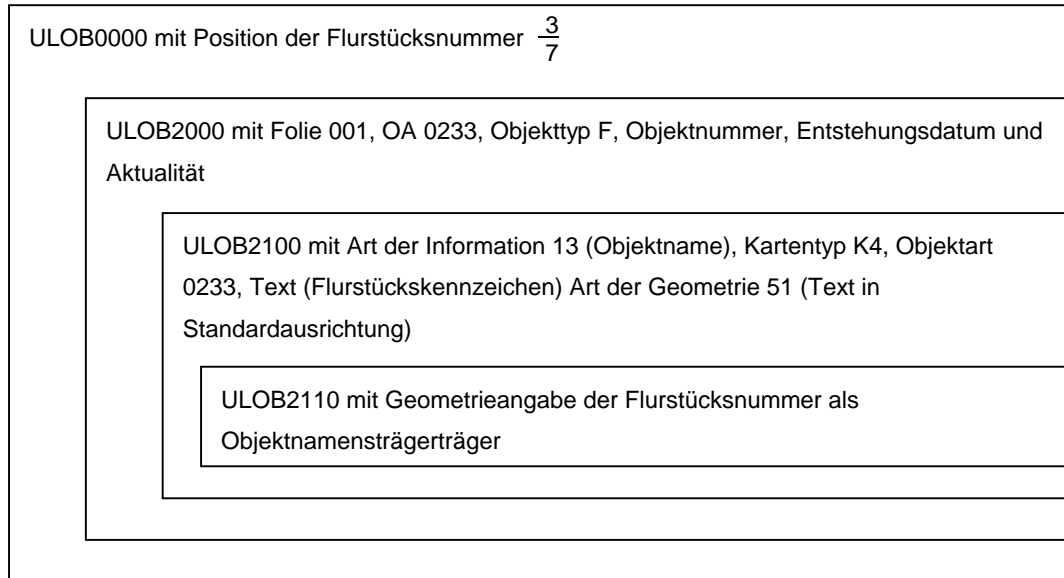 ULOB0000 mit Position der Flurstücksnummer 3/7
ULOB2000 mit Folie 001, OA 0233, Objekttyp F, Objektnummer, Entstehungsdatum und
Aktualität
ULOB2100 mit Art der Information 13 (Objektname), Kartentyp K4, Objektart
0233, Text (Flurstückskennzeichen) Art der Geometrie 51 (Text in
Standardausrichtung)
ULOB2110 mit Geometrieangabe der Flurstücksnummer als
Objektnamensträgerträger